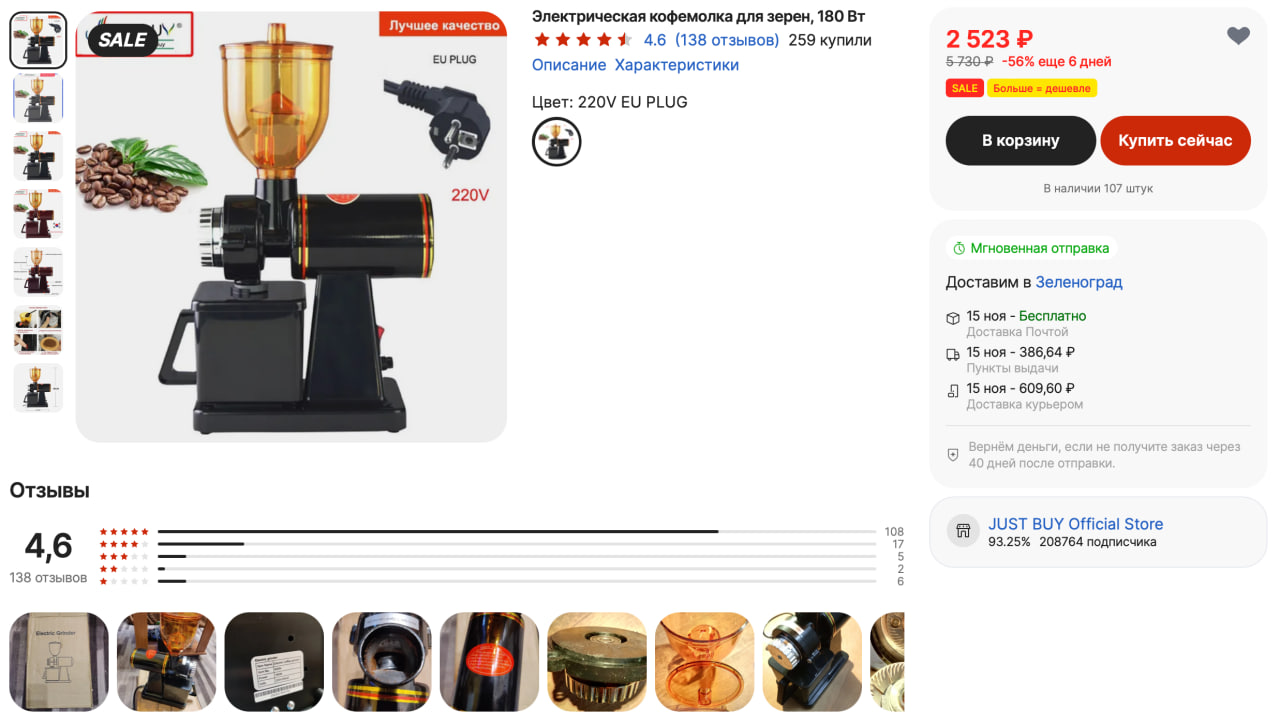 SALE
UV®
Лучшее качество
EU PLUG
220V
Электрическая кофемолка для зерен, 180 Вт
4.6 (138 отзывов) 259 купили
Описание Характеристики
Цвет: 220V EU PLUG
2 523 ₽
5 730 ₽ -56% еще 6 дней
SALE Больше = дешевле
В корзину Купить сейчас
В наличии 107 штук
Мгновенная отправка
Доставим в Зеленоград
15 ноя - Бесплатно
Доставка Почтой
15 ноя - 386,64 ₽
Пункты выдачи
15 ноя - 609,60 ₽
Доставка курьером
Вернём деньги, если не получите заказ через
40 дней после отправки.
JUST BUY Official Store
93.25% 208764 подписчика
Отзывы
4,6
138 отзывов
108
17
5
2
6
Electric Grinder